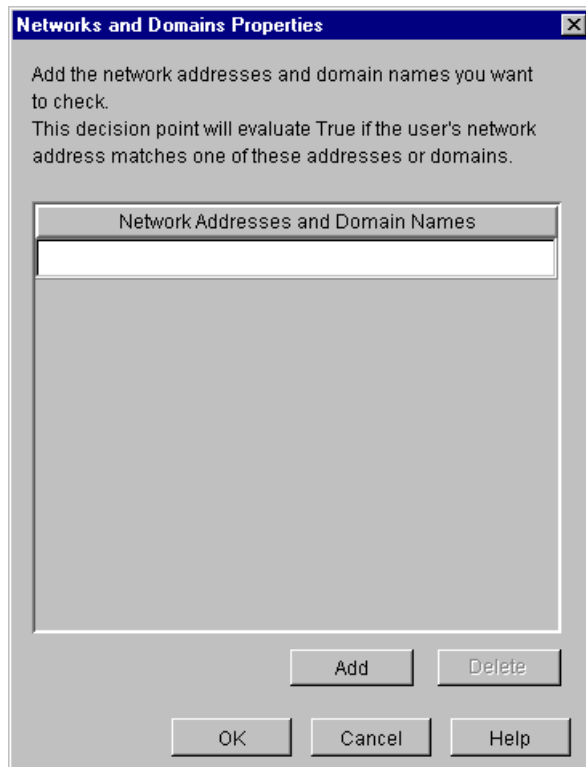 Networks and Domains Properties
Add the network addresses and domain names you want
to check.
This decision point will evaluate True if the user's network
address matches one of these addresses or domains.
Network Addresses and Domain Names
Add Delete
OK Cancel Help